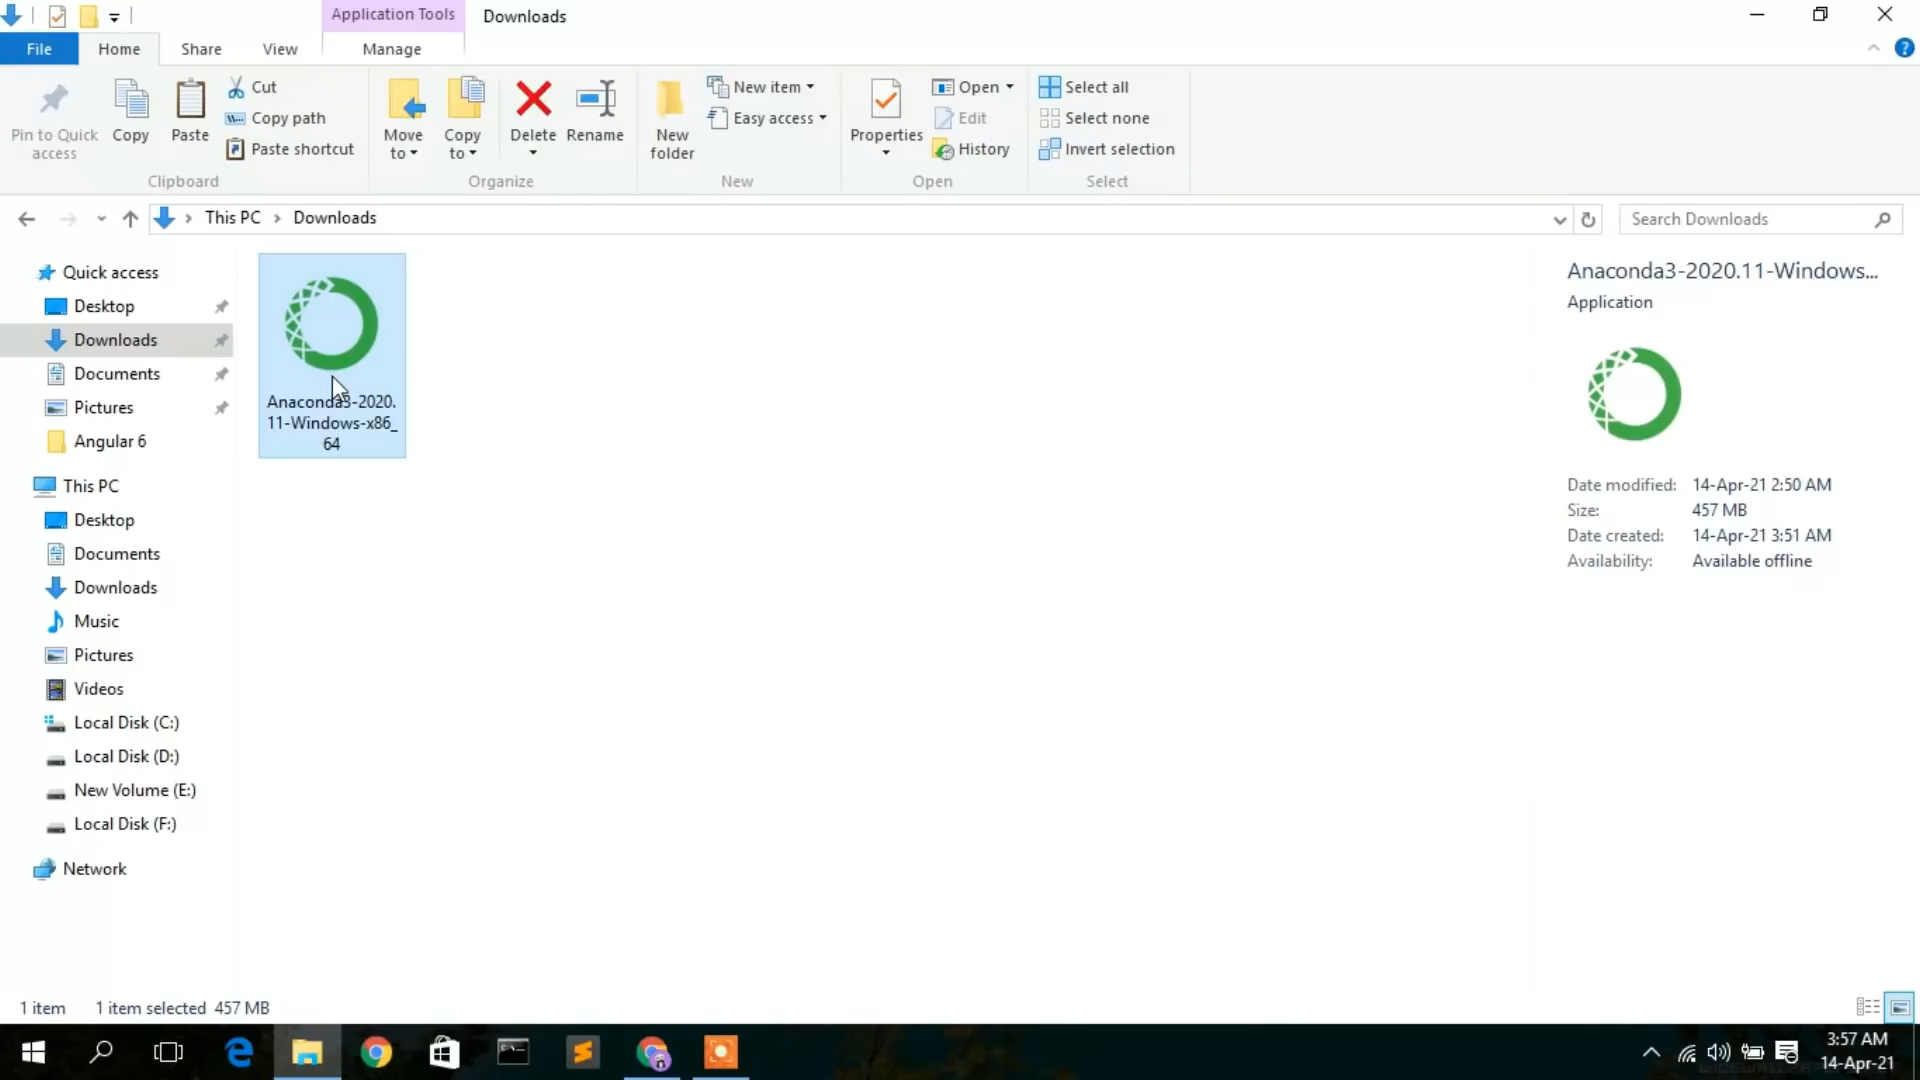 Application Tools
Downloads
File
Home
Share
View
Manage
Pin to Quick
access
Copy
Paste
Cut
Copy path
Paste shortcut
Clipboard
Move
to
Copy
to
Delete
Rename
Organize
New
folder
New item
Easy access
New
Properties
Open
Edit
History
Open
Select all
Select none
Invert selection
Select
This PC
Downloads
Search Downloads
Quick access
Desktop
Downloads
Documents
Pictures
Angular 6
This PC
Desktop
Documents
Downloads
Music
Pictures
Videos
Local Disk (C:)
Local Disk (D:)
New Volume (E:)
Local Disk (F:)
Network
Anaconda3-2020.
11-Windows-x86_
64
Anaconda3-2020.11-Windows...
Application
Date modified: 14-Apr-21 2:50 AM
Size: 457 MB
Date created: 14-Apr-21 3:51 AM
Availability: Available offline
1 item
1 item selected 457 MB
3:57 AM
14-Apr-21